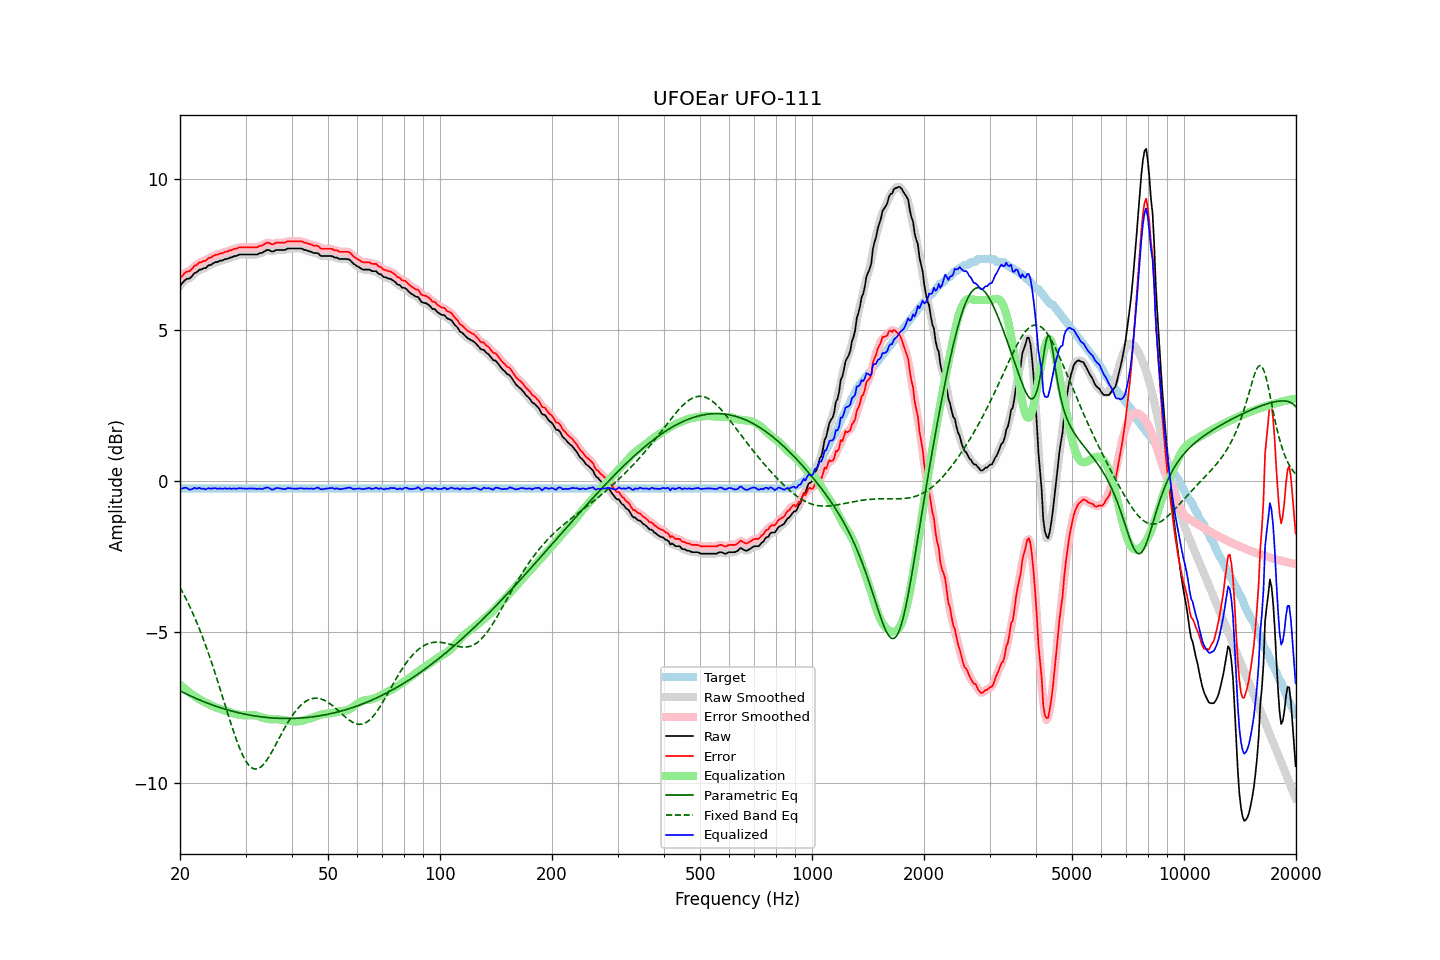 UFOEar UFO-111
10
5
0
−5
−10
Amplitude (dBr)
Target
Raw Smoothed
Error Smoothed
Raw
Error
Equalization
Parametric Eq
Fixed Band Eq
Equalized
20 50 100 200 500 1000 2000 5000 10000 20000
Frequency (Hz)